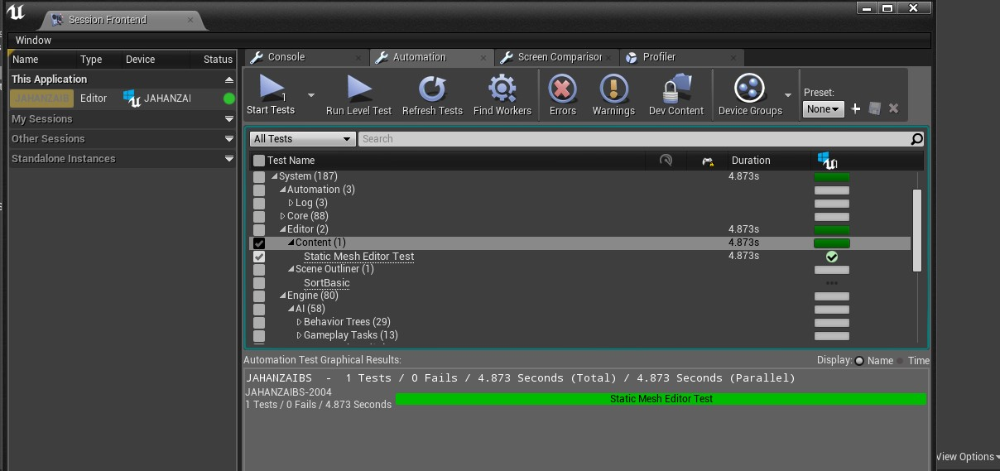 Session Frontend
Window
Name Type Device Status
This Application
JAHANZAIB Editor JAHANZAI
My Sessions
Other Sessions
Standalone Instances
Console Automation Screen Comparison Profiler
1
Start Tests Run Level Test Refresh Tests Find Workers Errors Warnings Dev Content Device Groups
Preset:
None
All Tests Search
Test Name Duration
System (187) 4.873s
Automation (3)
Log (3)
Core (88)
Editor (2) 4.873s
Content (1) 4.873s
Static Mesh Editor Test 4.873s
Scene Outliner (1)
SortBasic
Engine (80)
AI (58)
Behavior Trees (29)
Gameplay Tasks (13)
Automation Test Graphical Results: Display: Name Time
JAHANZAIBS - 1 Tests / 0 Fails / 4.873 Seconds (Total) / 4.873 Seconds (Parallel)
JAHANZAIBS-2004
1 Tests / 0 Fails / 4.873 Seconds Static Mesh Editor Test
View Options